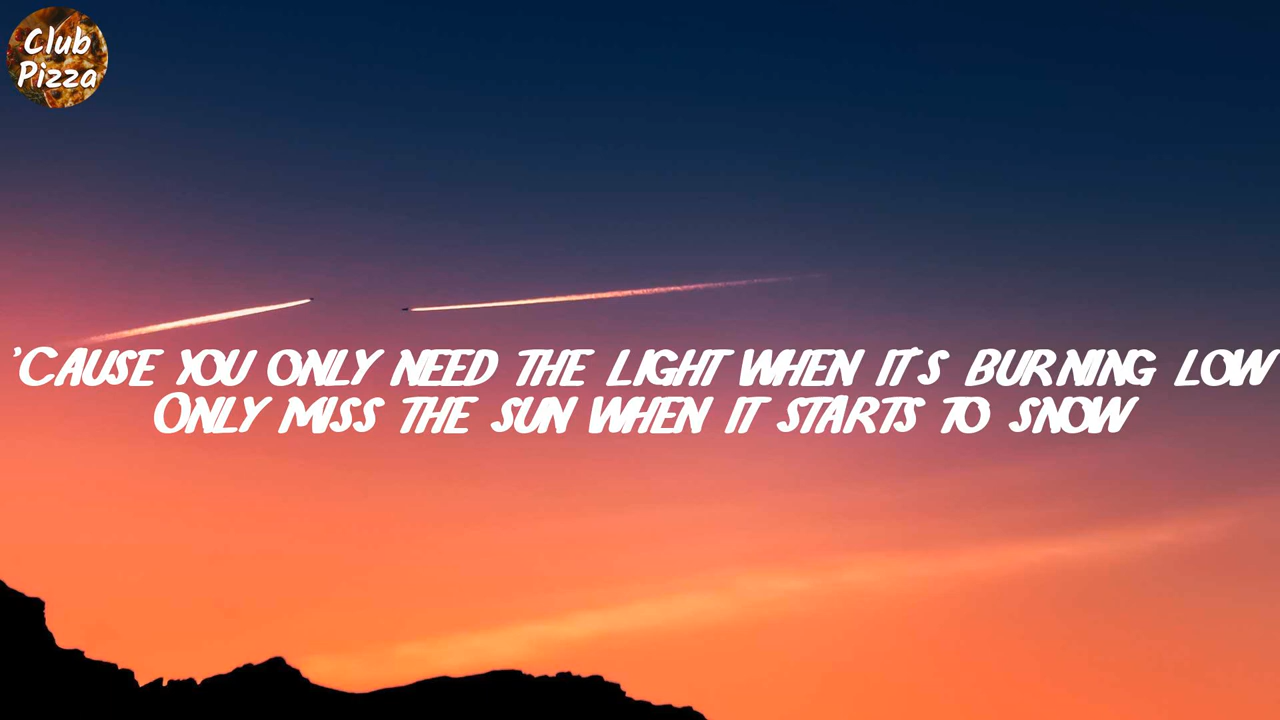 Club
Pizza
'CAUSE YOU ONLY NEED THE LIGHT WHEN IT'S BURNING LOW
ONLY MISS THE SUN WHEN IT STARTS TO SNOW